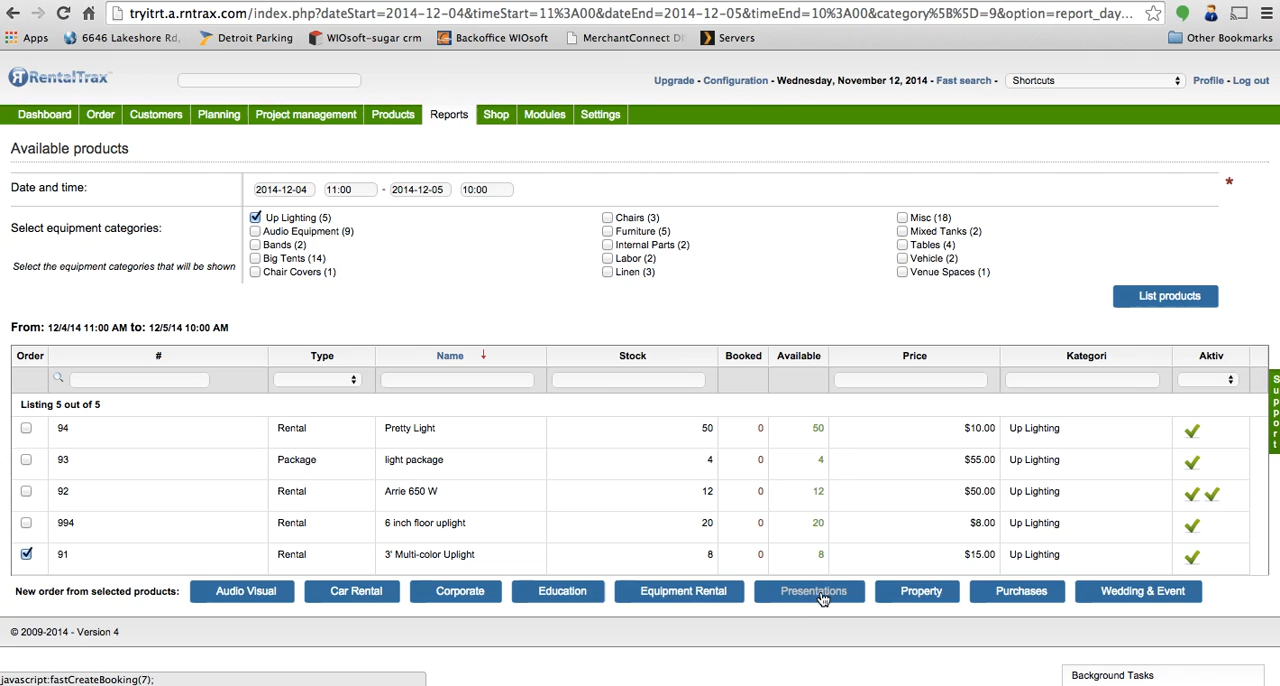 tryitrt.a.rntrax.com/index.php?dateStart=2014-12-04&timeStart=11%3A00&dateEnd=2014-12-05&timeEnd=10%3A00&category%5B%5D=9&option=report_day...
Apps 6646 Lakeshore Rd, Detroit Parking WIOsoft-sugar crm Backoffice WIOsoft MerchantConnect Servers Other Bookmarks
RentalTrax Upgrade - Configuration - Wednesday, November 12, 2014 - Fast search - Shortcuts Profile - Log out
Dashboard Order Customers Planning Project management Products Reports Shop Modules Settings
Available products
Date and time: 2014-12-04 11:00 - 2014-12-05 10:00 *
Up Lighting (5) Chairs (3) Misc (18)
Select equipment categories: Audio Equipment (9) Furniture (5) Mixed Tanks (2)
Bands (2) Internal Parts (2) Tables (4)
Big Tents (14) Labor (2) Vehicle (2)
Select the equipment categories that will be shown Chair Covers (1) Linen (3) Venue Spaces (1)
List products
From: 12/4/14 11:00 AM to: 12/5/14 10:00 AM
Order # Type Name Stock Booked Available Price Kategori Aktiv
Listing 5 out of 5
94 Rental Pretty Light 50 0 50 $10.00 Up Lighting
93 Package light package 4 0 4 $55.00 Up Lighting
92 Rental Arrie 650 W 12 0 12 $50.00 Up Lighting
994 Rental 6 inch floor uplight 20 0 20 $8.00 Up Lighting
91 Rental 3' Multi-color Uplight 8 0 8 $15.00 Up Lighting
Support
New order from selected products: Audio Visual Car Rental Corporate Education Equipment Rental Presentations Property Purchases Wedding & Event
© 2009-2014 - Version 4
javascript:fastCreateBooking(7);
Background Tasks